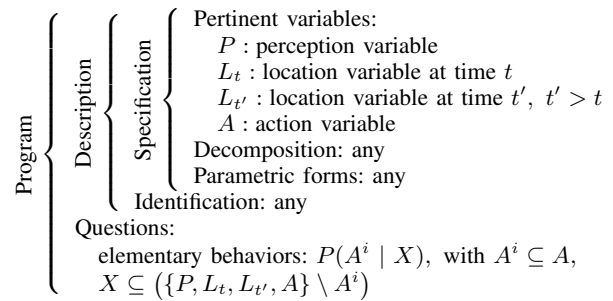 Program
Description
Specification
Pertinent variables:
P : perception variable
L_t : location variable at time t
L_{t'} : location variable at time t', t' > t
A : action variable
Decomposition: any
Parametric forms: any
Identification: any
Questions:
elementary behaviors: P(A^i | X), with A^i ⊆ A,
X ⊆ ({P, L_t, L_{t'}, A} \ A^i)